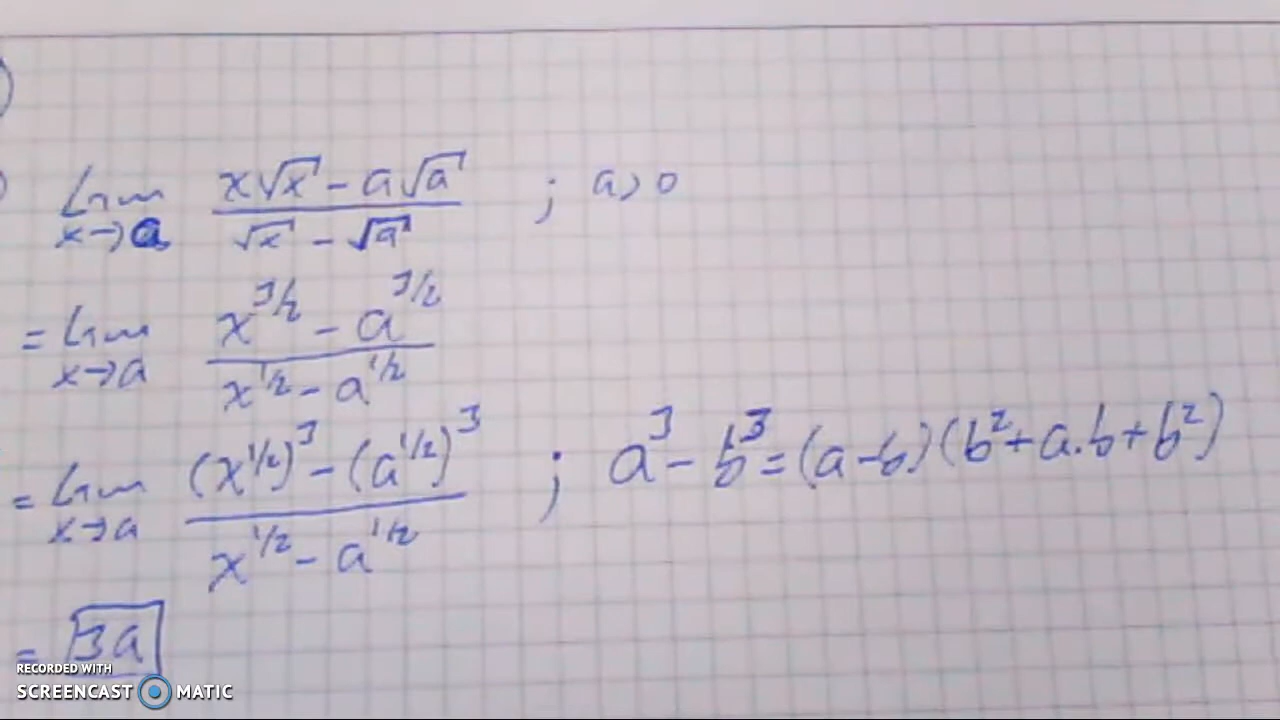 Lim x→a (x√x - a√a)/(√x - √a) ; a>0
= Lim x→a (x^3/2 - a^3/2)/(x^1/2 - a^1/2)
= Lim x→a ((x^1/2)^3 - (a^1/2)^3)/(x^1/2 - a^1/2) ; a^3 - b^3 = (a-b)(b^2+a.b+b^2)
= 3a
RECORDED WITH
SCREENCAST MATIC